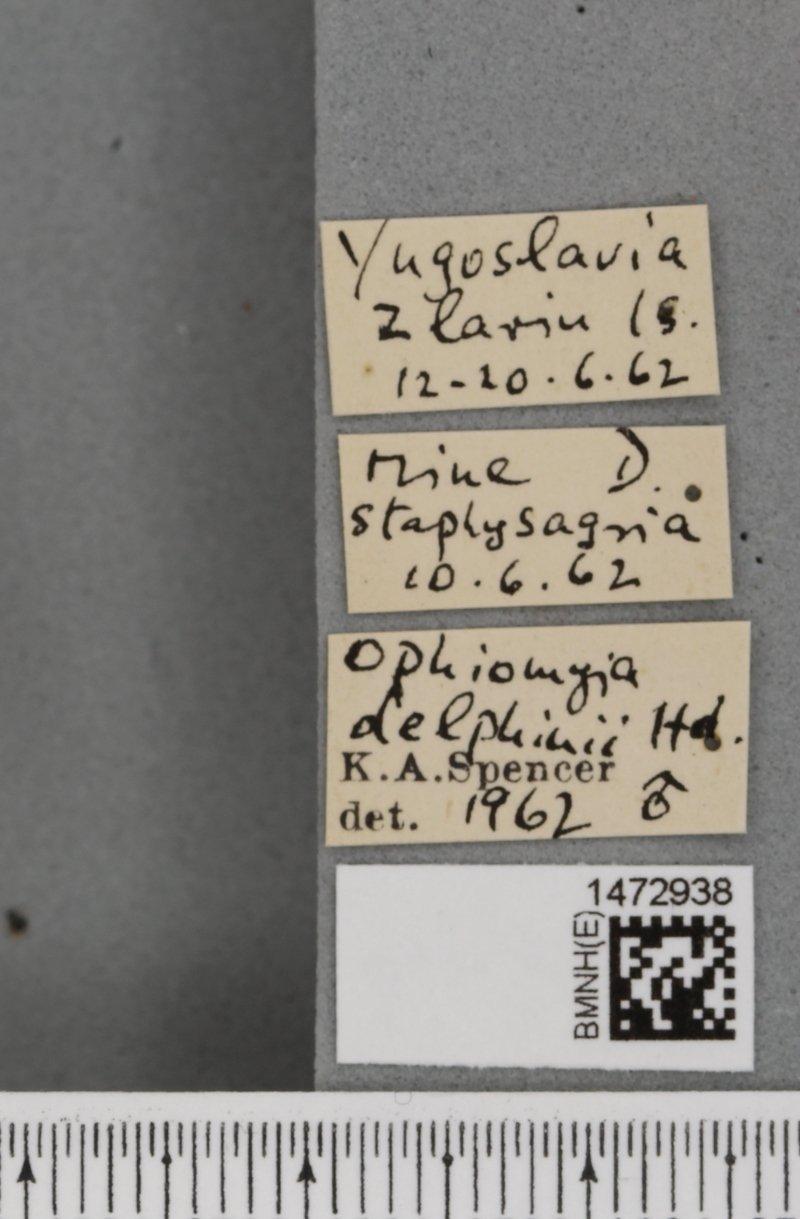 Yugoslavia
Zlarin Is.
12-20.6.62
Mine D.
staphysagria
10.6.62
Ophiomyia
delphinii Hd.
K.A.Spencer
det. 1962 ♂
1472938
BMNH(E)